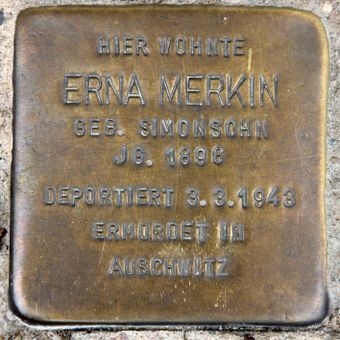 HIER WOHNTE
ERNA MERKIN
GEB. SIMONSOHN
JG. 1896
DEPORTIERT 3.3.1943
ERMORDET IN
AUSCHWITZ